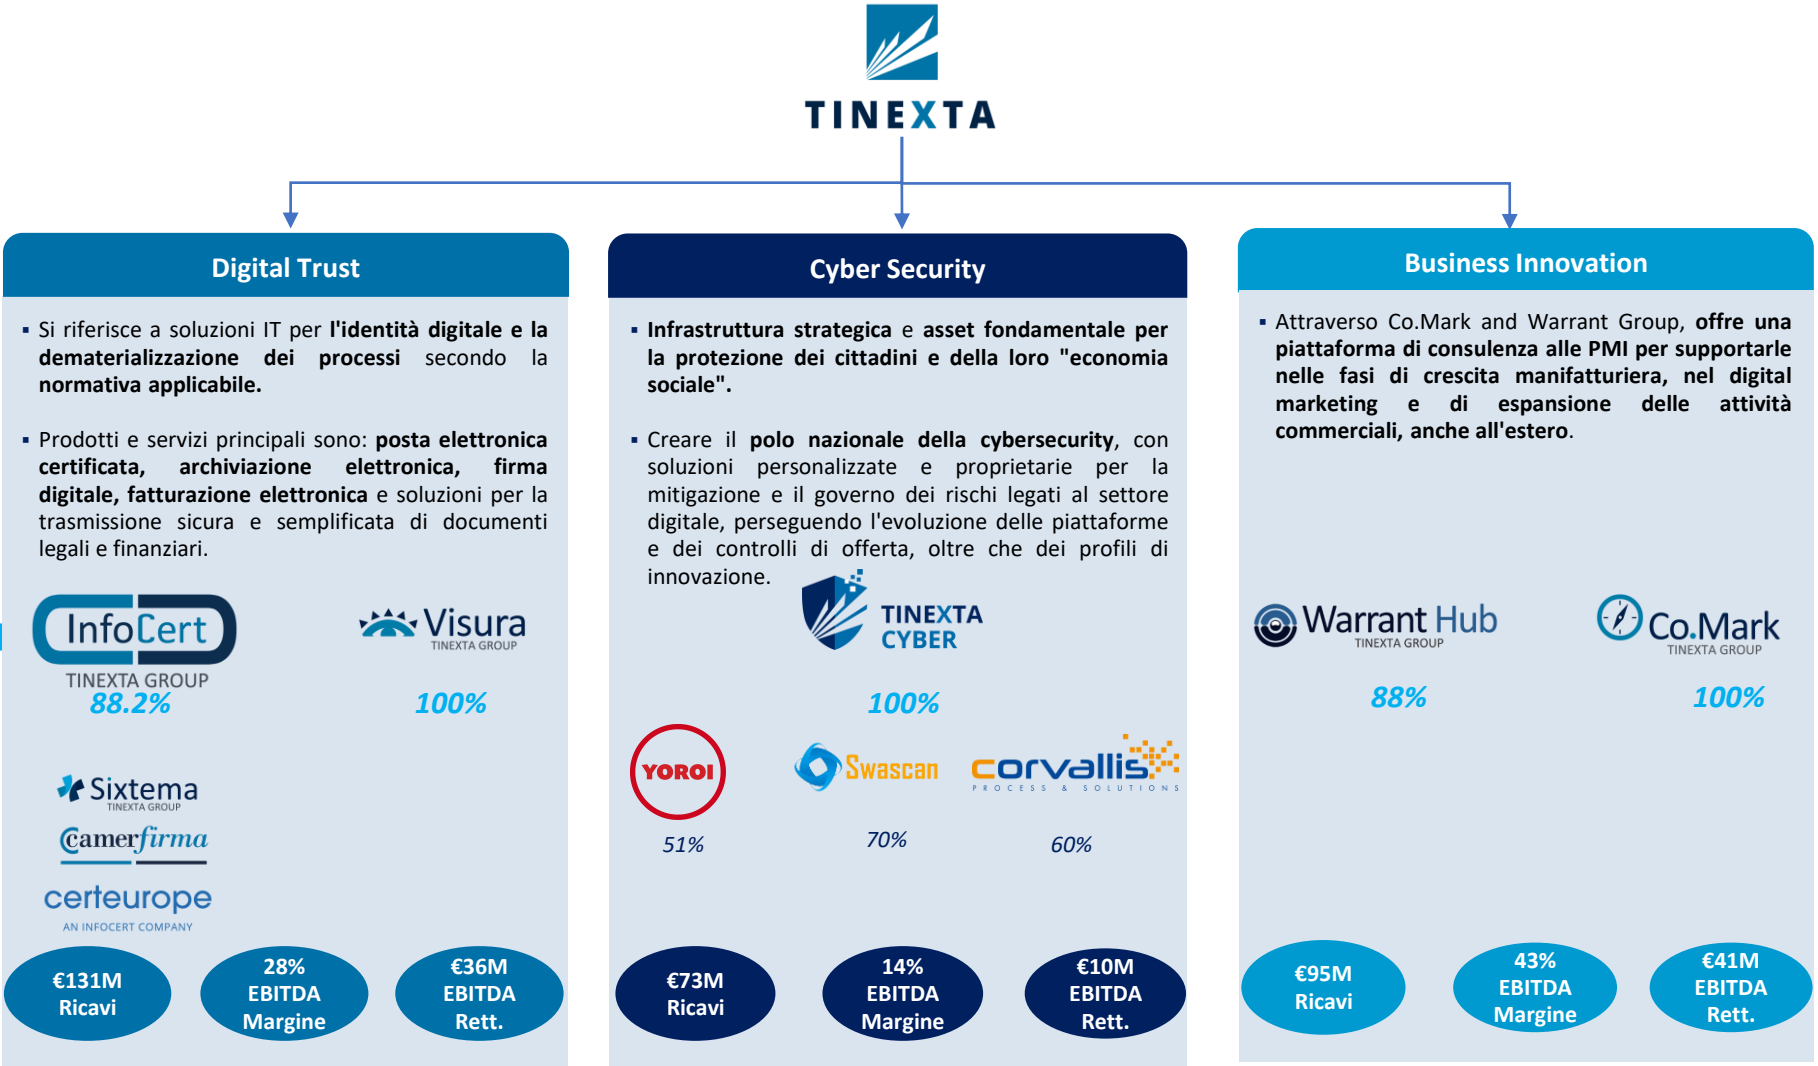 TINEXTA
Digital Trust
▪ Si riferisce a soluzioni IT per l'identità digitale e la
dematerializzazione dei processi secondo la
normativa applicabile.
▪ Prodotti e servizi principali sono: posta elettronica
certificata, archiviazione elettronica, firma
digitale, fatturazione elettronica e soluzioni per la
trasmissione sicura e semplificata di documenti
legali e finanziari.
InfoCert
TINEXTA GROUP
88.2%
Visura
TINEXTA GROUP
100%
Sixtema
TINEXTA GROUP
Camerfirma
certeurope
AN INFOCERT COMPANY
€131M
Ricavi
28%
EBITDA
Margine
€36M
EBITDA
Rett.
Cyber Security
▪ Infrastruttura strategica e asset fondamentale per
la protezione dei cittadini e della loro "economia
sociale".
▪ Creare il polo nazionale della cybersecurity, con
soluzioni personalizzate e proprietarie per la
mitigazione e il governo dei rischi legati al settore
digitale, perseguendo l'evoluzione delle piattaforme
e dei controlli di offerta, oltre che dei profili di
innovazione.
TINEXTA
CYBER
100%
YOROI
51%
Swascan
70%
corvallis
PROCESS & SOLUTIONS
60%
€73M
Ricavi
14%
EBITDA
Margine
€10M
EBITDA
Rett.
Business Innovation
▪ Attraverso Co.Mark and Warrant Group, offre una
piattaforma di consulenza alle PMI per supportarle
nelle fasi di crescita manifatturiera, nel digital
marketing e di espansione delle attività
commerciali, anche all'estero.
Warrant Hub
TINEXTA GROUP
88%
Co.Mark
TINEXTA GROUP
100%
€95M
Ricavi
43%
EBITDA
Margine
€41M
EBITDA
Rett.